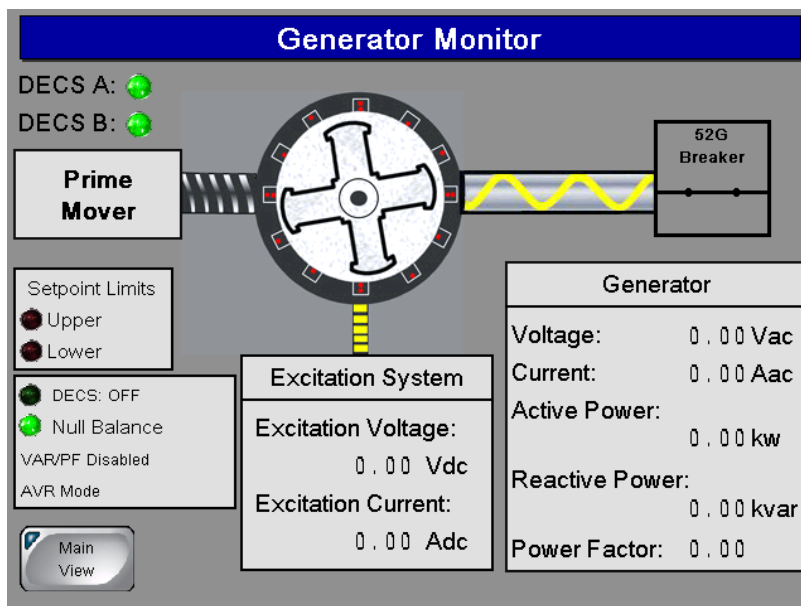 Generator Monitor
DECS A:
DECS B:
Prime
Mover
52G
Breaker
Setpoint Limits
Upper
Lower
DECS: OFF
Null Balance
VAR/PF Disabled
AVR Mode
Main
View
Excitation System
Excitation Voltage:
0.00 Vdc
Excitation Current:
0.00 Adc
Generator
Voltage: 0.00 Vac
Current: 0.00 Aac
Active Power:
0.00 kw
Reactive Power:
0.00 kvar
Power Factor: 0.00